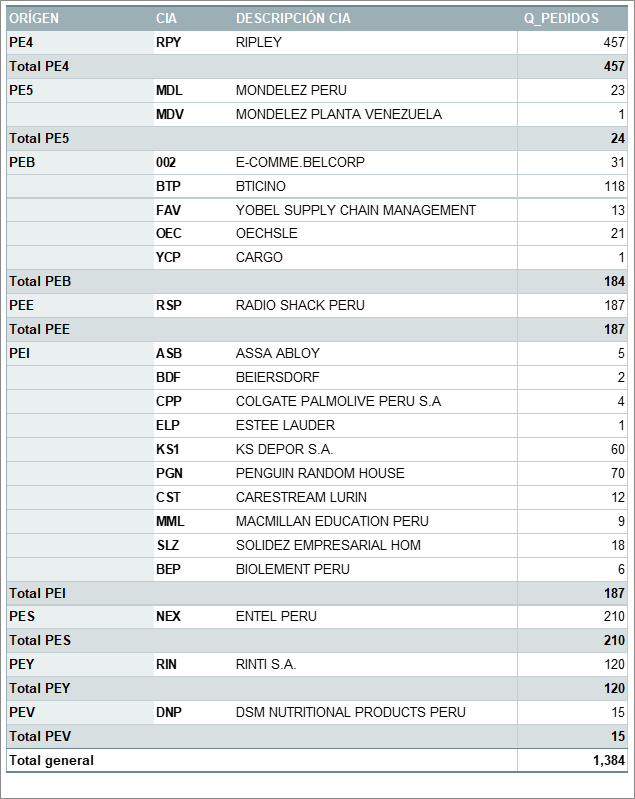 ORÍGEN CIA DESCRIPCIÓN CIA Q_PEDIDOS
PE4 RPY RIPLEY 457
Total PE4 457
PE5 MDL MONDELEZ PERU 23
MDV MONDELEZ PLANTA VENEZUELA 1
Total PE5 24
PEB 002 E-COMME.BELCORP 31
BTP BTICINO 118
FAV YOBEL SUPPLY CHAIN MANAGEMENT 13
OEC OECHSLE 21
YCP CARGO 1
Total PEB 184
PEE RSP RADIO SHACK PERU 187
Total PEE 187
PEI ASB ASSA ABLOY 5
BDF BEIERSDORF 2
CPP COLGATE PALMOLIVE PERU S.A 4
ELP ESTEE LAUDER 1
KS1 KS DEPOR S.A. 60
PGN PENGUIN RANDOM HOUSE 70
CST CARESTREAM LURIN 12
MML MACMILLAN EDUCATION PERU 9
SLZ SOLIDEZ EMPRESARIAL HOM 18
BEP BIOLEMENT PERU 6
Total PEI 187
PES NEX ENTEL PERU 210
Total PES 210
PEY RIN RINTI S.A. 120
Total PEY 120
PEV DNP DSM NUTRITIONAL PRODUCTS PERU 15
Total PEV 15
Total general 1,384